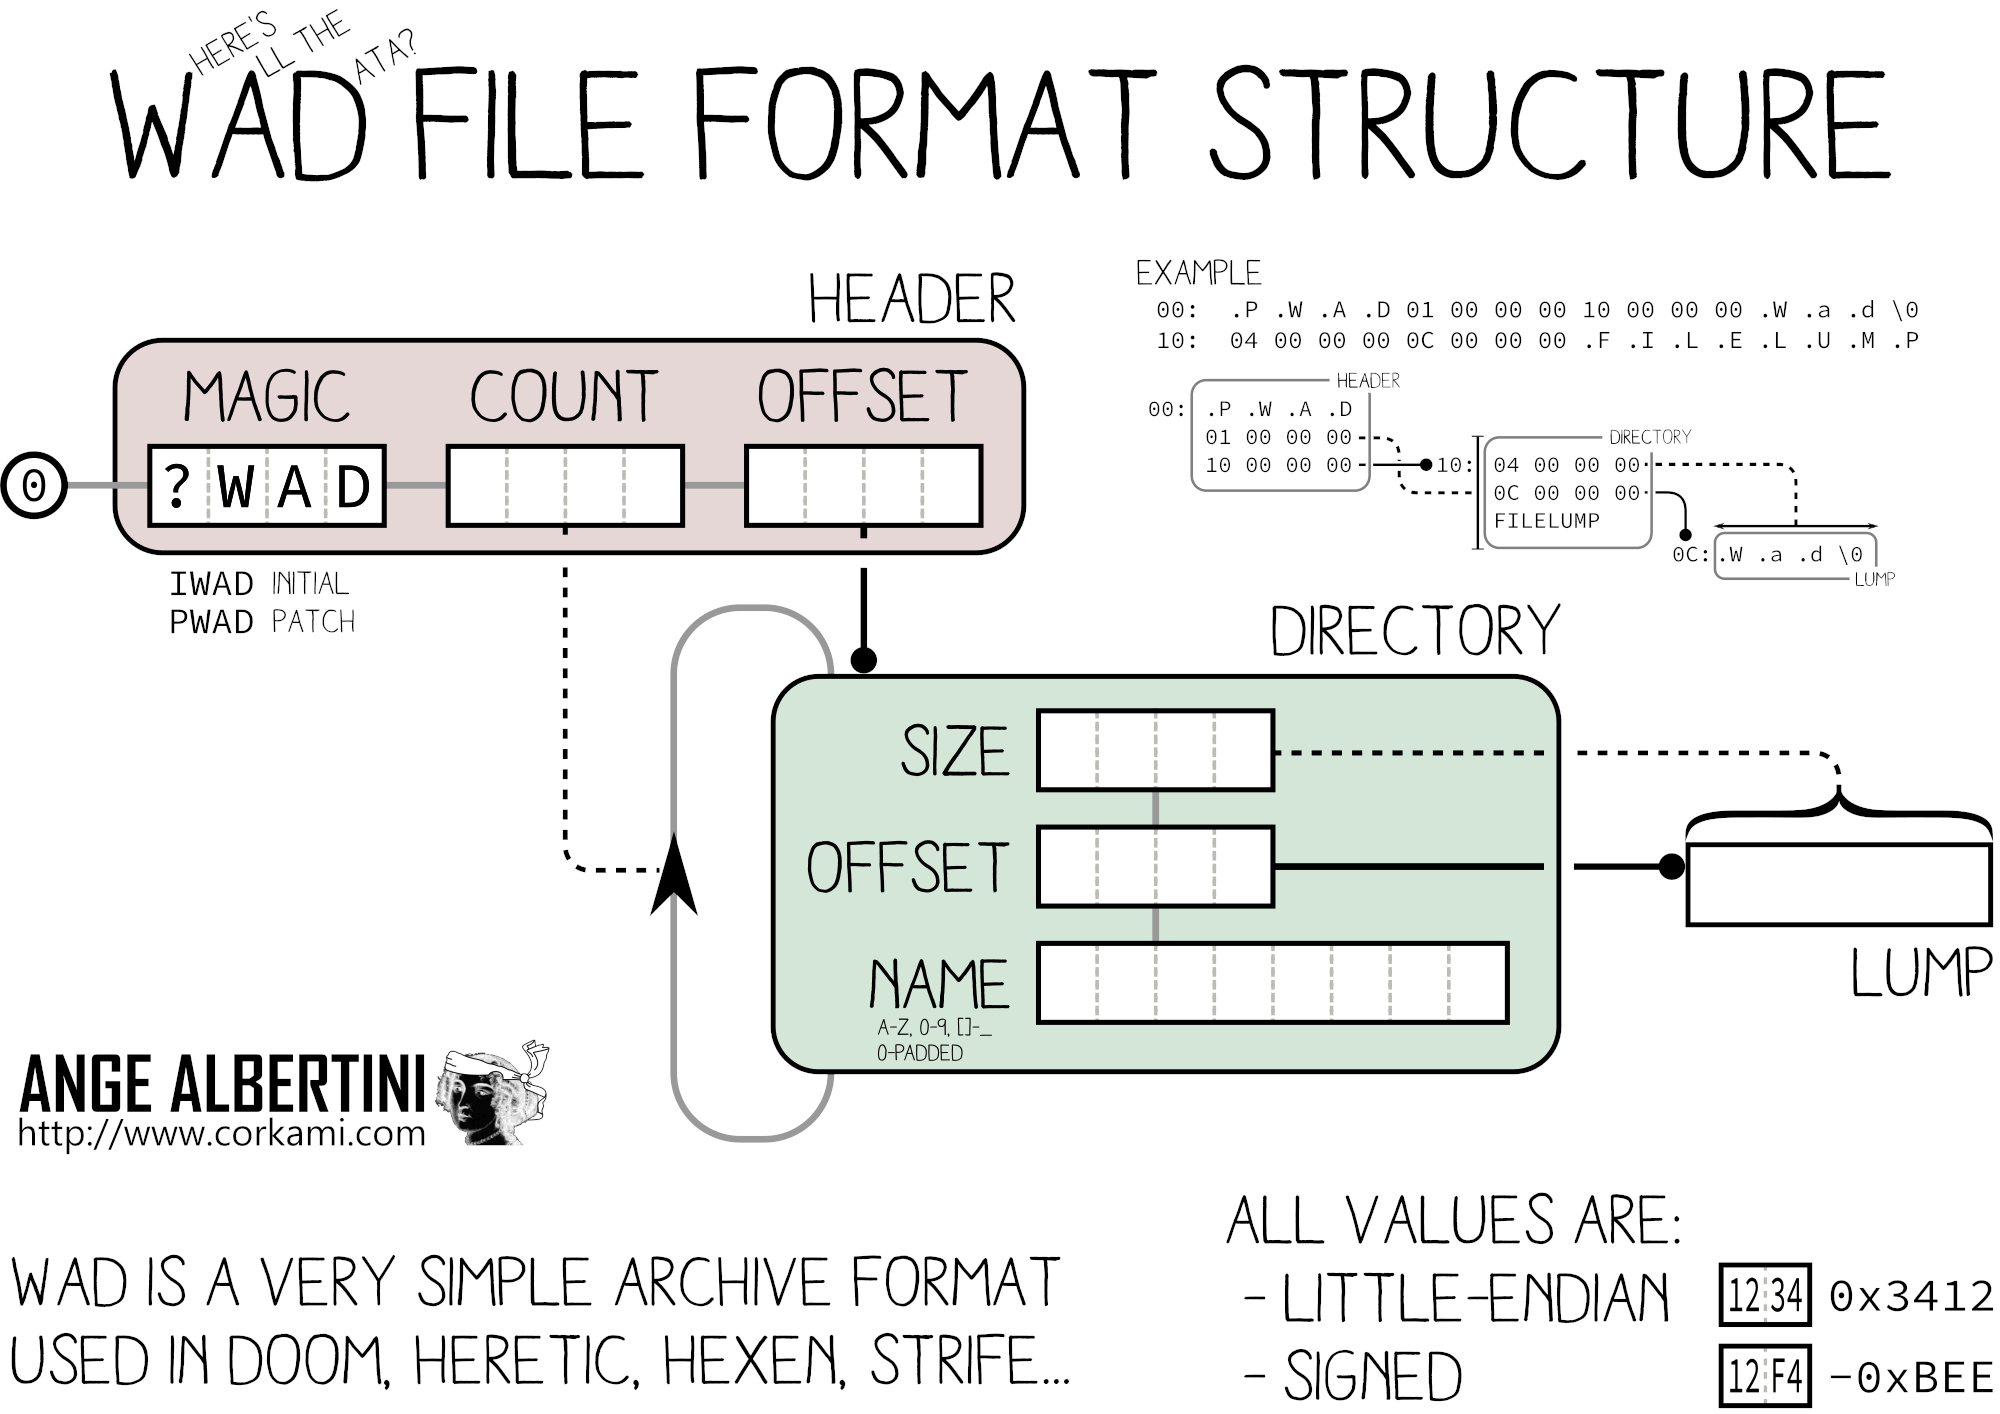 HERE'S
LL THE
ATA?
WAD FILE FORMAT STRUCTURE
HEADER
MAGIC COUNT OFFSET
0 ? W A D
IWAD INITIAL
PWAD PATCH
EXAMPLE
00: .P .W .A .D 01 00 00 00 10 00 00 00 .W .a .d \0
10: 04 00 00 00 0C 00 00 00 .F .I .L .E .L .U .M .P
HEADER
00: .P .W .A .D
01 00 00 00
10 00 00 00
DIRECTORY
10: 04 00 00 00
0C 00 00 00
FILELUMP
0C: .W .a .d \0
LUMP
DIRECTORY
SIZE
OFFSET
NAME
A-Z, 0-9, []-_
0-PADDED
LUMP
ANGE ALBERTINI
http://www.corkami.com
WAD IS A VERY SIMPLE ARCHIVE FORMAT
USED IN DOOM, HERETIC, HEXEN, STRIFE...
ALL VALUES ARE:
- LITTLE-ENDIAN 12 34 0x3412
- SIGNED 12 F4 -0xBEE